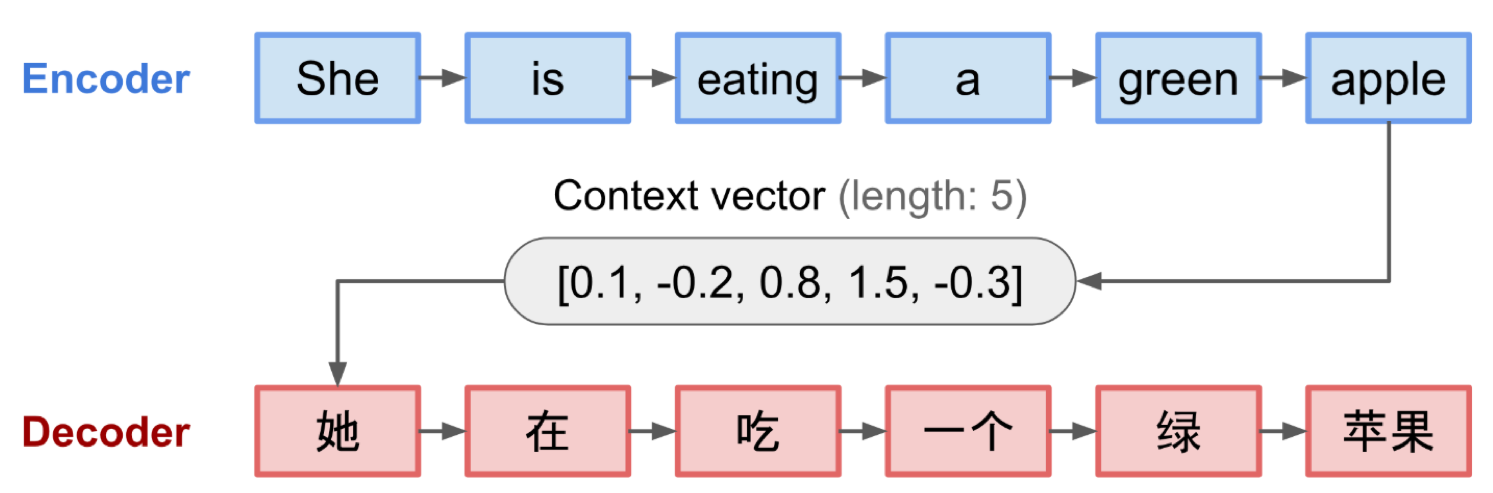 Encoder She is eating a green apple
Context vector (length: 5)
[0.1, -0.2, 0.8, 1.5, -0.3]
Decoder 她 在 吃 一个 绿 苹果